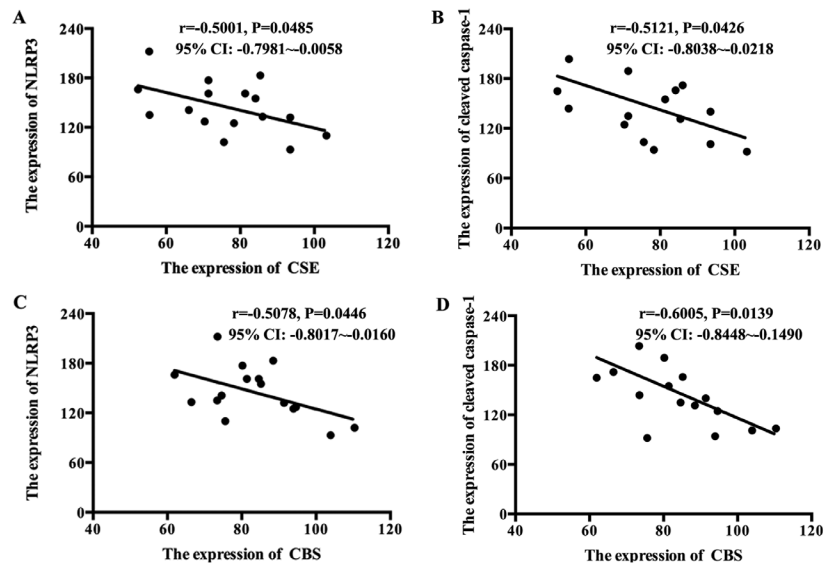 A
r=-0.5001, P=0.0485
95% CI: -0.7981~-0.0058
The expression of NLRP3
240
180
120
60
0
40 60 80 100 120
The expression of CSE
B
r=-0.5121, P=0.0426
95% CI: -0.8038~-0.0218
The expression of cleaved caspase-1
240
180
120
60
0
40 60 80 100 120
The expression of CSE
C
r=-0.5078, P=0.0446
95% CI: -0.8017~-0.0160
The expression of NLRP3
240
180
120
60
0
40 60 80 100 120
The expression of CBS
D
r=-0.6005, P=0.0139
95% CI: -0.8448~-0.1490
The expression of cleaved caspase-1
240
180
120
60
0
40 60 80 100 120
The expression of CBS